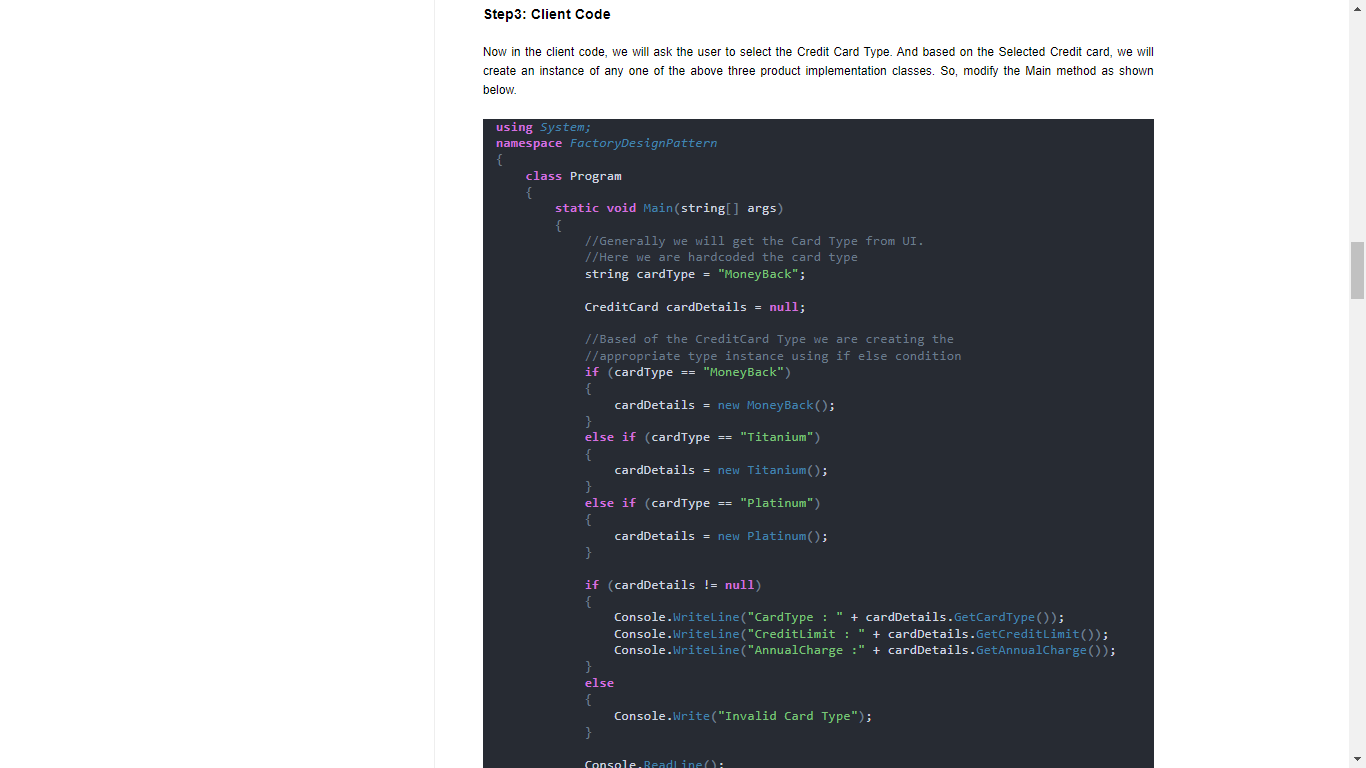 Step3: Client Code
Now in the client code, we will ask the user to select the Credit Card Type. And based on the Selected Credit card, we will
create an instance of any one of the above three product implementation classes. So, modify the Main method as shown
below.
using System;
namespace FactoryDesignPattern
{
    class Program
    {
        static void Main(string[] args)
        {
            //Generally we will get the Card Type from UI.
            //Here we are hardcoded the card type
            string cardType = "MoneyBack";

            CreditCard cardDetails = null;

            //Based of the CreditCard Type we are creating the
            //appropriate type instance using if else condition
            if (cardType == "MoneyBack")
            {
                cardDetails = new MoneyBack();
            }
            else if (cardType == "Titanium")
            {
                cardDetails = new Titanium();
            }
            else if (cardType == "Platinum")
            {
                cardDetails = new Platinum();
            }

            if (cardDetails != null)
            {
                Console.WriteLine("CardType : " + cardDetails.GetCardType());
                Console.WriteLine("CreditLimit : " + cardDetails.GetCreditLimit());
                Console.WriteLine("AnnualCharge :" + cardDetails.GetAnnualCharge());
            }
            else
            {
                Console.Write("Invalid Card Type");
            }

            Console.ReadLine();